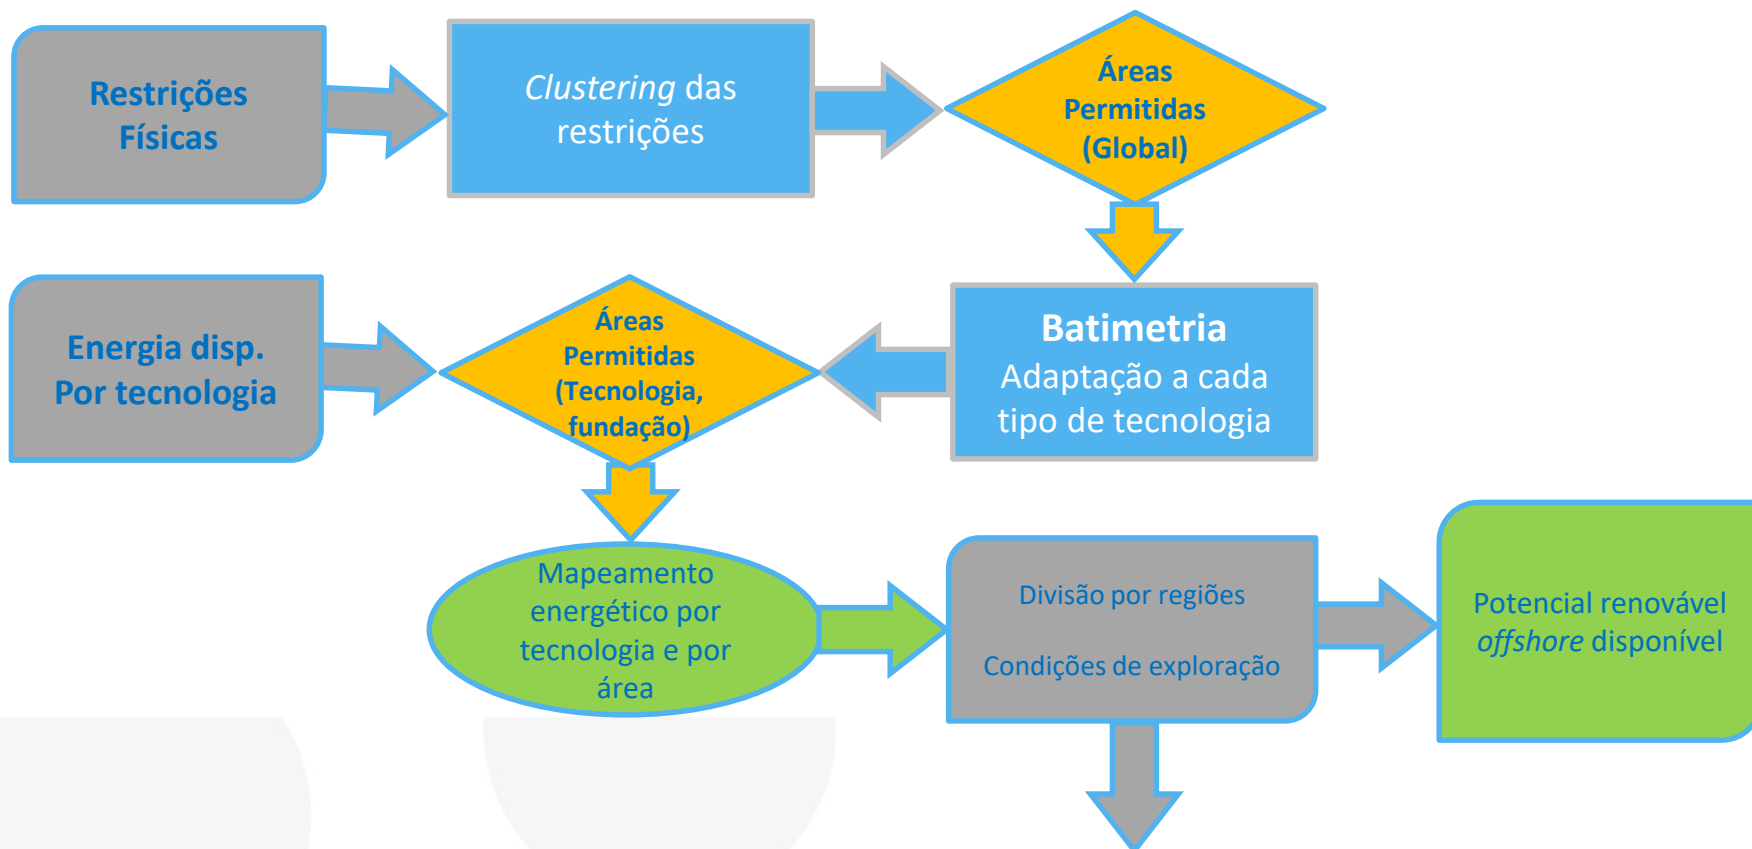 Restrições
Físicas
Clustering das
restrições
Áreas
Permitidas
(Global)
Energia disp.
Por tecnologia
Áreas
Permitidas
(Tecnologia,
fundação)
Batimetria
Adaptação a cada
tipo de tecnologia
Mapeamento
energético por
tecnologia e por
área
Divisão por regiões
Condições de exploração
Potencial renovável
offshore disponível